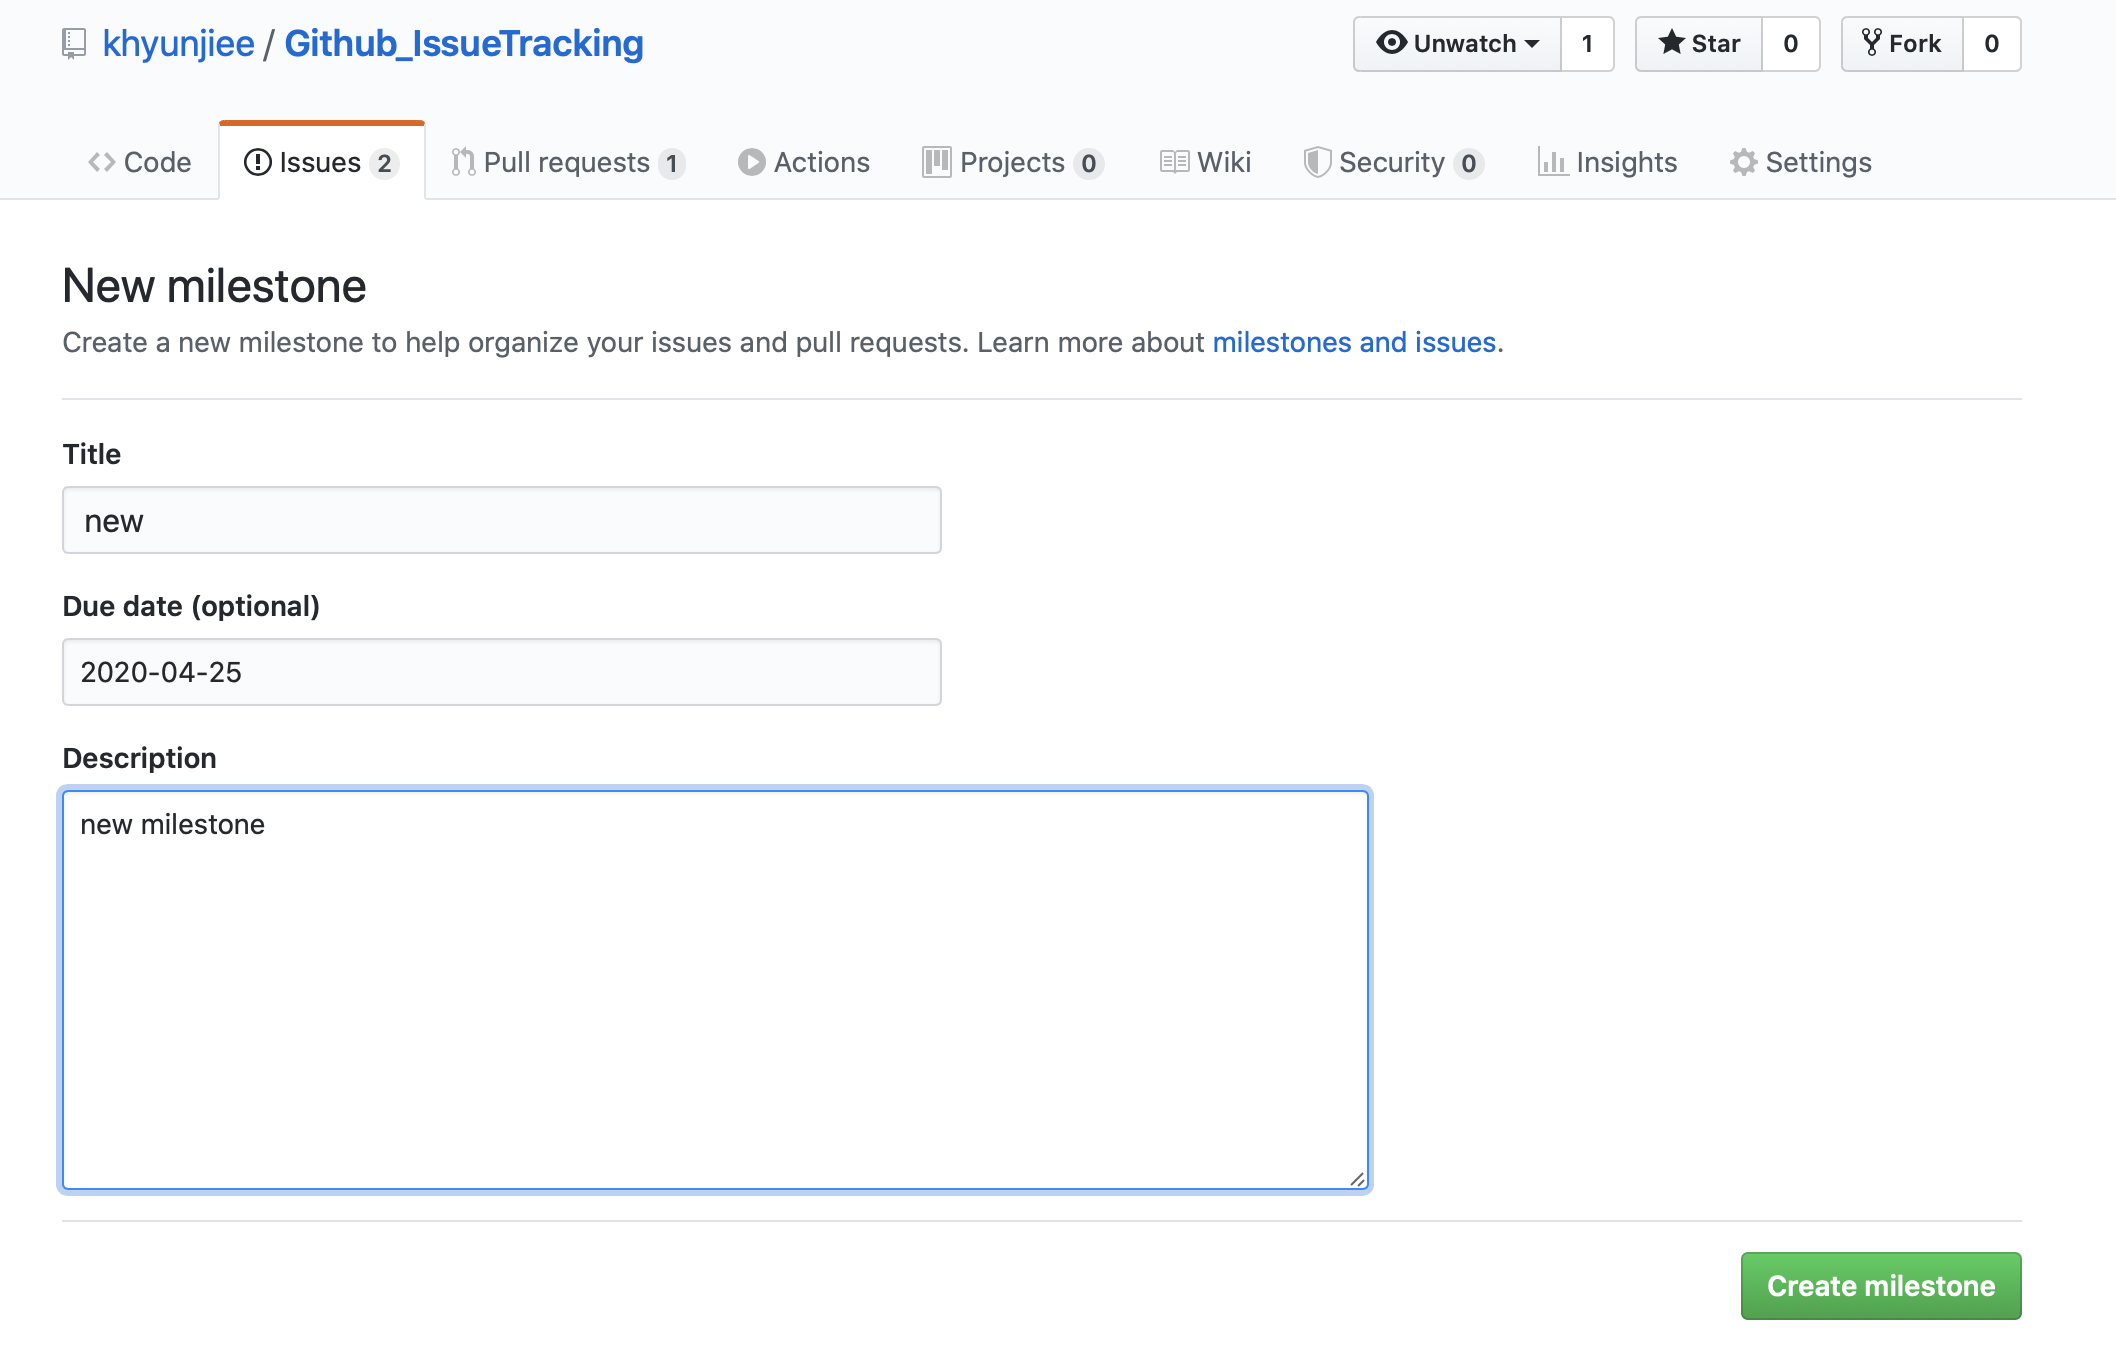 khyunjiee / Github_IssueTracking
Unwatch 1 Star 0 Fork 0
Code Issues 2 Pull requests 1 Actions Projects 0 Wiki Security 0 Insights Settings
New milestone
Create a new milestone to help organize your issues and pull requests. Learn more about milestones and issues.
Title
new
Due date (optional)
2020-04-25
Description
new milestone
Create milestone